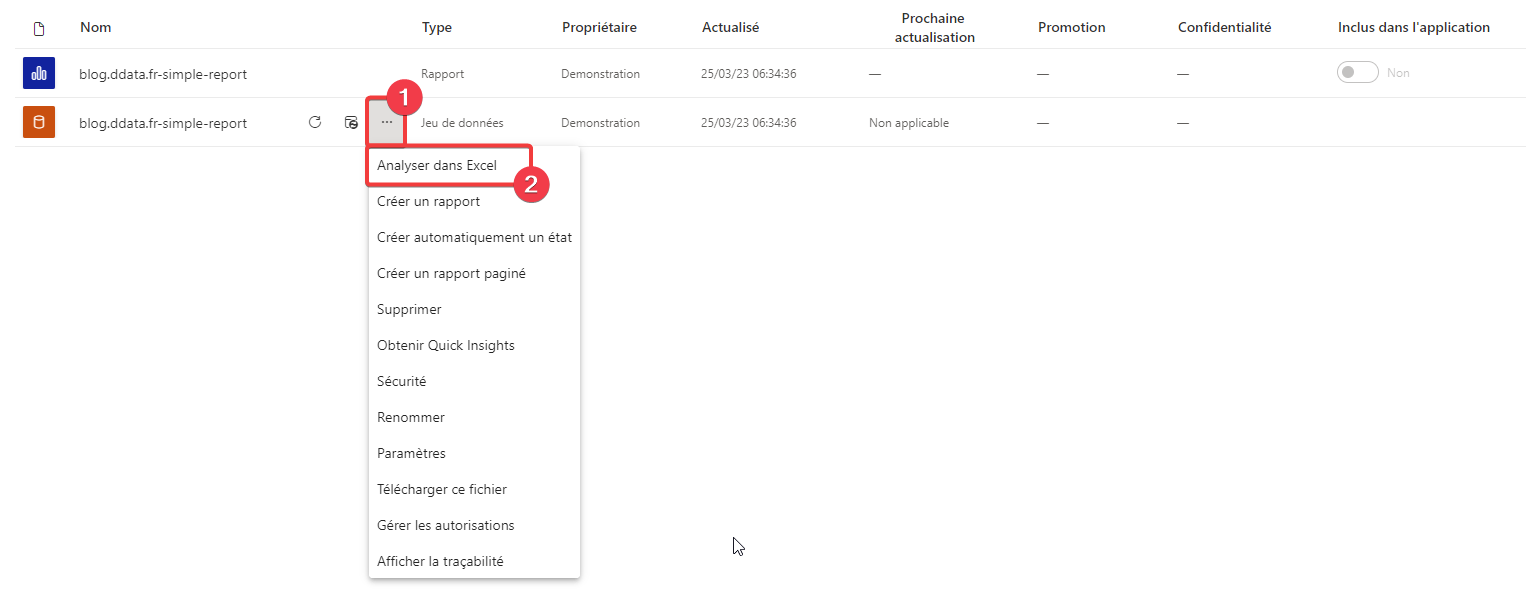 Nom Type Propriétaire Actualisé Prochaine actualisation Promotion Confidentialité Inclus dans l'application
blog.ddata.fr-simple-report Rapport Demonstration 25/03/23 06:34:36 — — — Non
1
blog.ddata.fr-simple-report ... Jeu de données Demonstration 25/03/23 06:34:36 Non applicable — —
Analyser dans Excel
2
Créer un rapport
Créer automatiquement un état
Créer un rapport paginé
Supprimer
Obtenir Quick Insights
Sécurité
Renommer
Paramètres
Télécharger ce fichier
Gérer les autorisations
Afficher la traçabilité